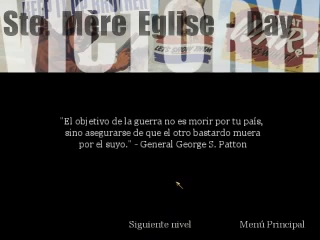 Ste. Mère Eglise - Day
"El objetivo de la guerra no es morir por tu país,
sino asegurarse de que el otro bastardo muera
por el suyo." - General George S. Patton
Siguiente nivel
Menú Principal